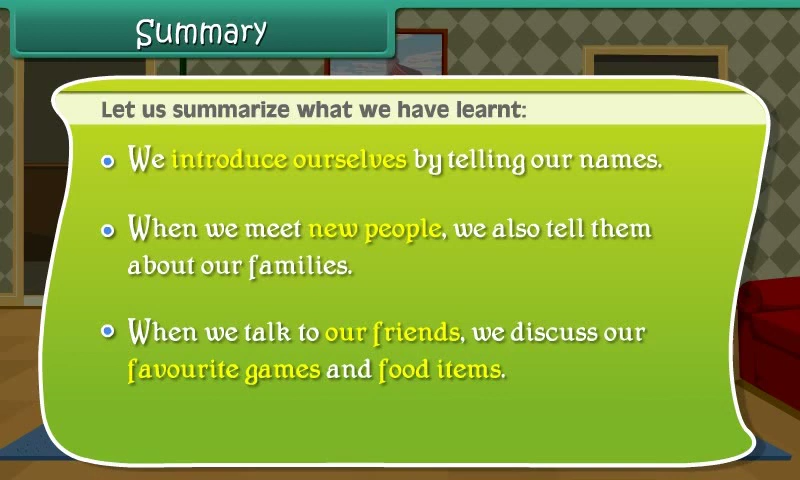 Summary
Let us summarize what we have learnt:
We introduce ourselves by telling our names.
When we meet new people, we also tell them
about our families.
When we talk to our friends, we discuss our
favourite games and food items.